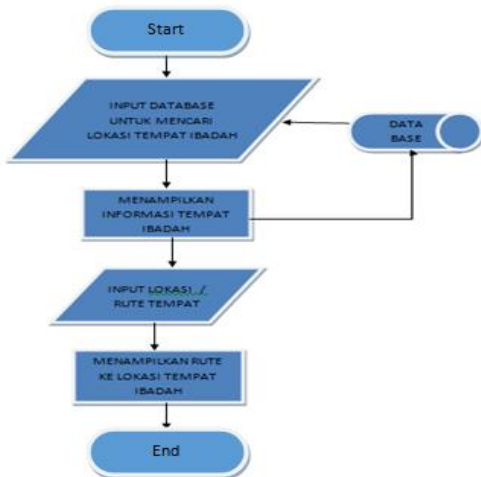 Start
INPUT DATABASE
UNTUK MENCARI
LOKASI TEMPAT IBADAH
DATA
BASE
MENAMPILKAN
INFORMASI TEMPAT
IBADAH
INPUT LOKASI /
RUTE TEMPAT
MENAMPILKAN RUTE
KE LOKASI TEMPAT
IBADAH
End